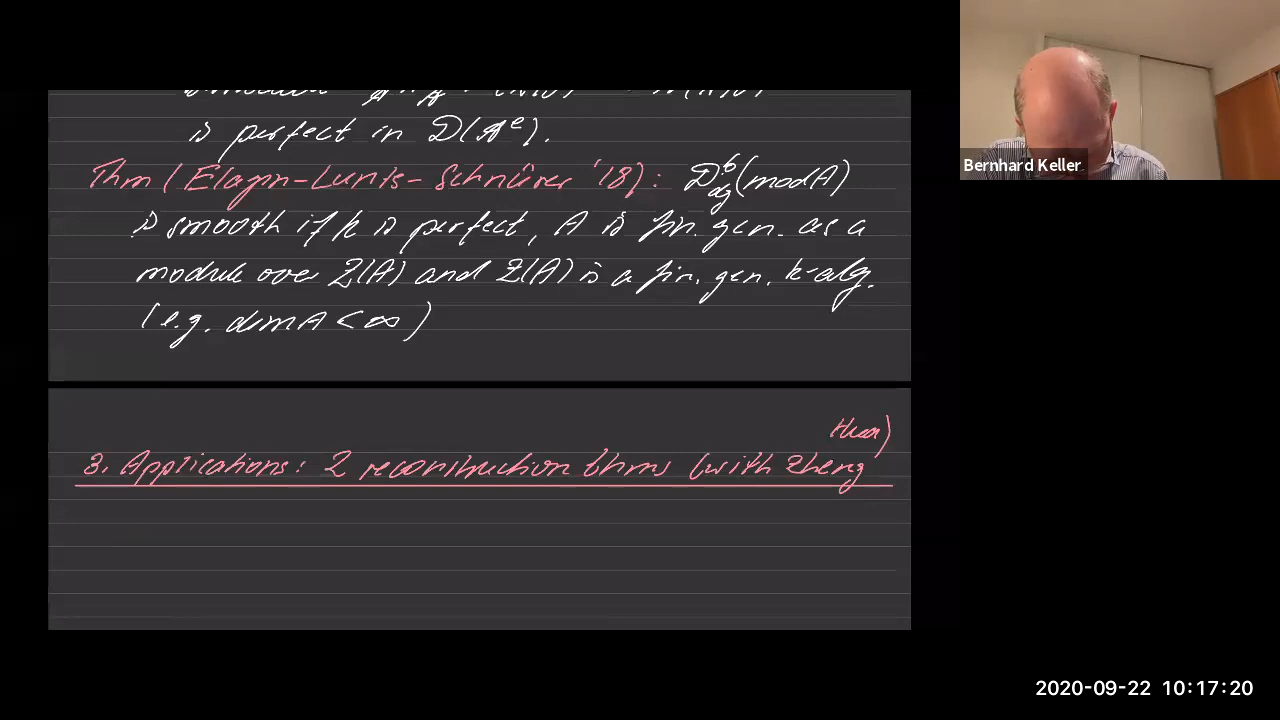 is perfect in D(A^e).
Thm (Elagin-Lunts-Schnürer '18): D^b_dg(mod A)
is smooth if k is perfect, A is fin. gen. as a
module over Z(A) and Z(A) is a fin. gen. k-alg.
(e.g. dim A < ∞)
3. Applications: 2 reconstruction thms (with Zheng
Hua)
Bernhard Keller
2020-09-22 10:17:20